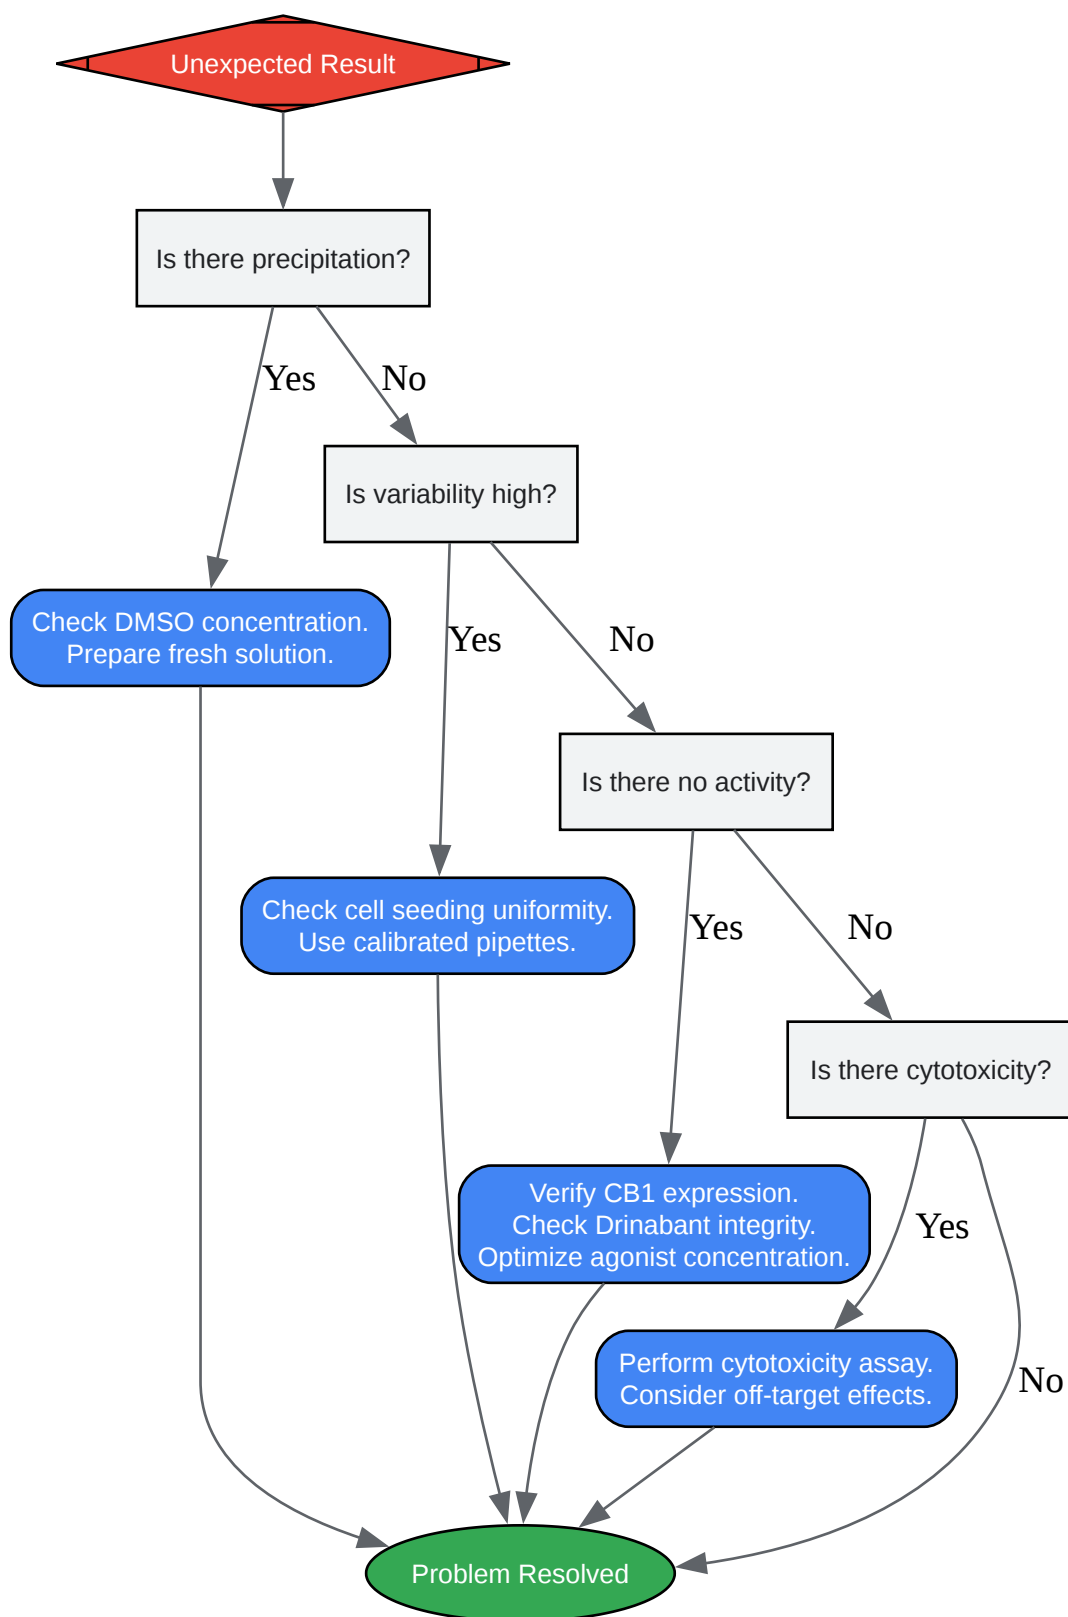 Unexpected Result
Is there precipitation?
Yes
No
Is variability high?
Check DMSO concentration.
Prepare fresh solution.
Yes
No
Is there no activity?
Check cell seeding uniformity.
Use calibrated pipettes.
Yes
No
Is there cytotoxicity?
Verify CB1 expression.
Check Drinabant integrity.
Optimize agonist concentration.
Yes
Perform cytotoxicity assay.
Consider off-target effects.
No
Problem Resolved